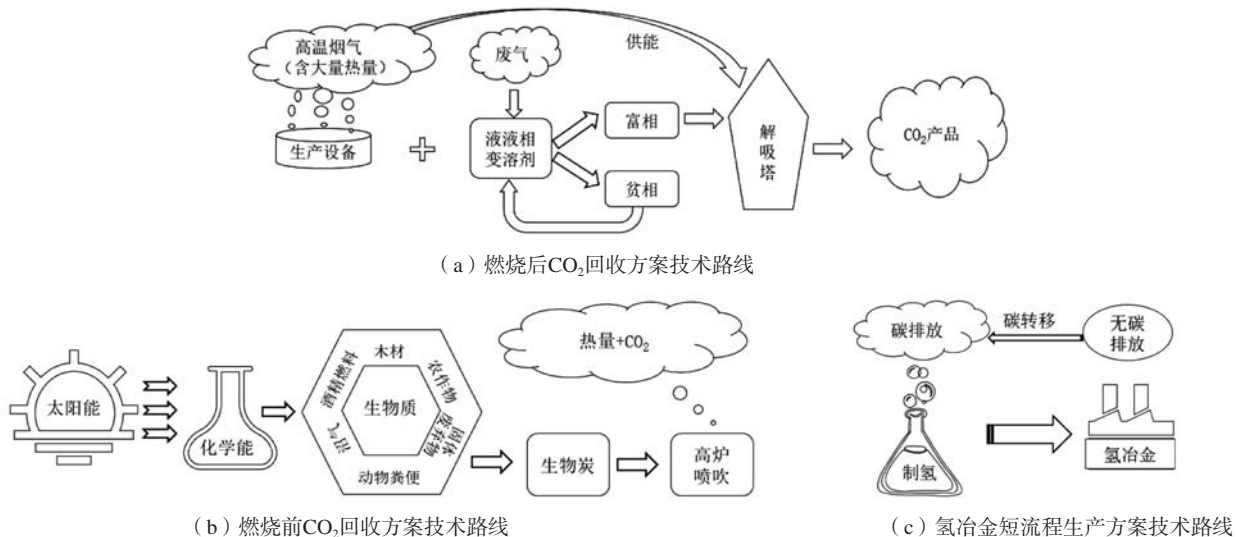 高温烟气
（含大量热量）
供能
废气
生产设备
液液相
变溶剂
富相
贫相
解
吸
塔
CO₂产品
（a）燃烧后CO₂回收方案技术路线
太阳能
化学能
木材
酒精燃料
农作物
生物质
沼气
固体
废弃物
动物粪便
热量+CO₂
生物炭
高炉
喷吹
（b）燃烧前CO₂回收方案技术路线
碳排放
碳转移
无碳
排放
制氢
氢冶金
（c）氢冶金短流程生产方案技术路线